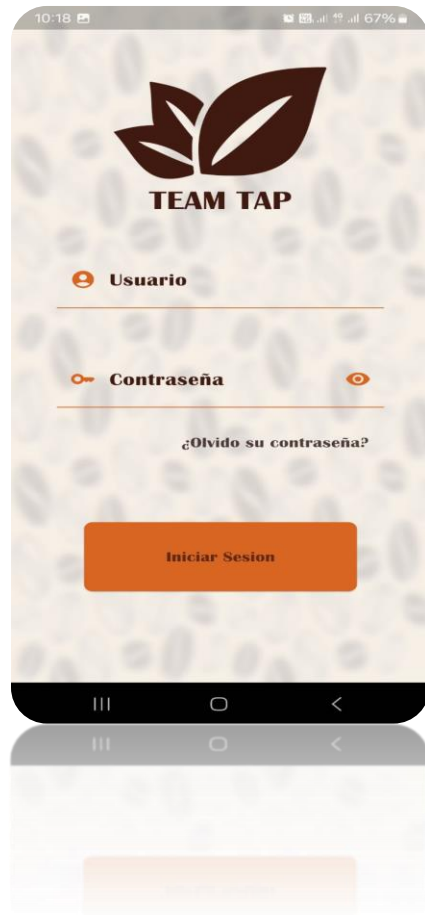 10:18
67%
TEAM TAP
Usuario
Contraseña
¿Olvido su contraseña?
Iniciar Sesion